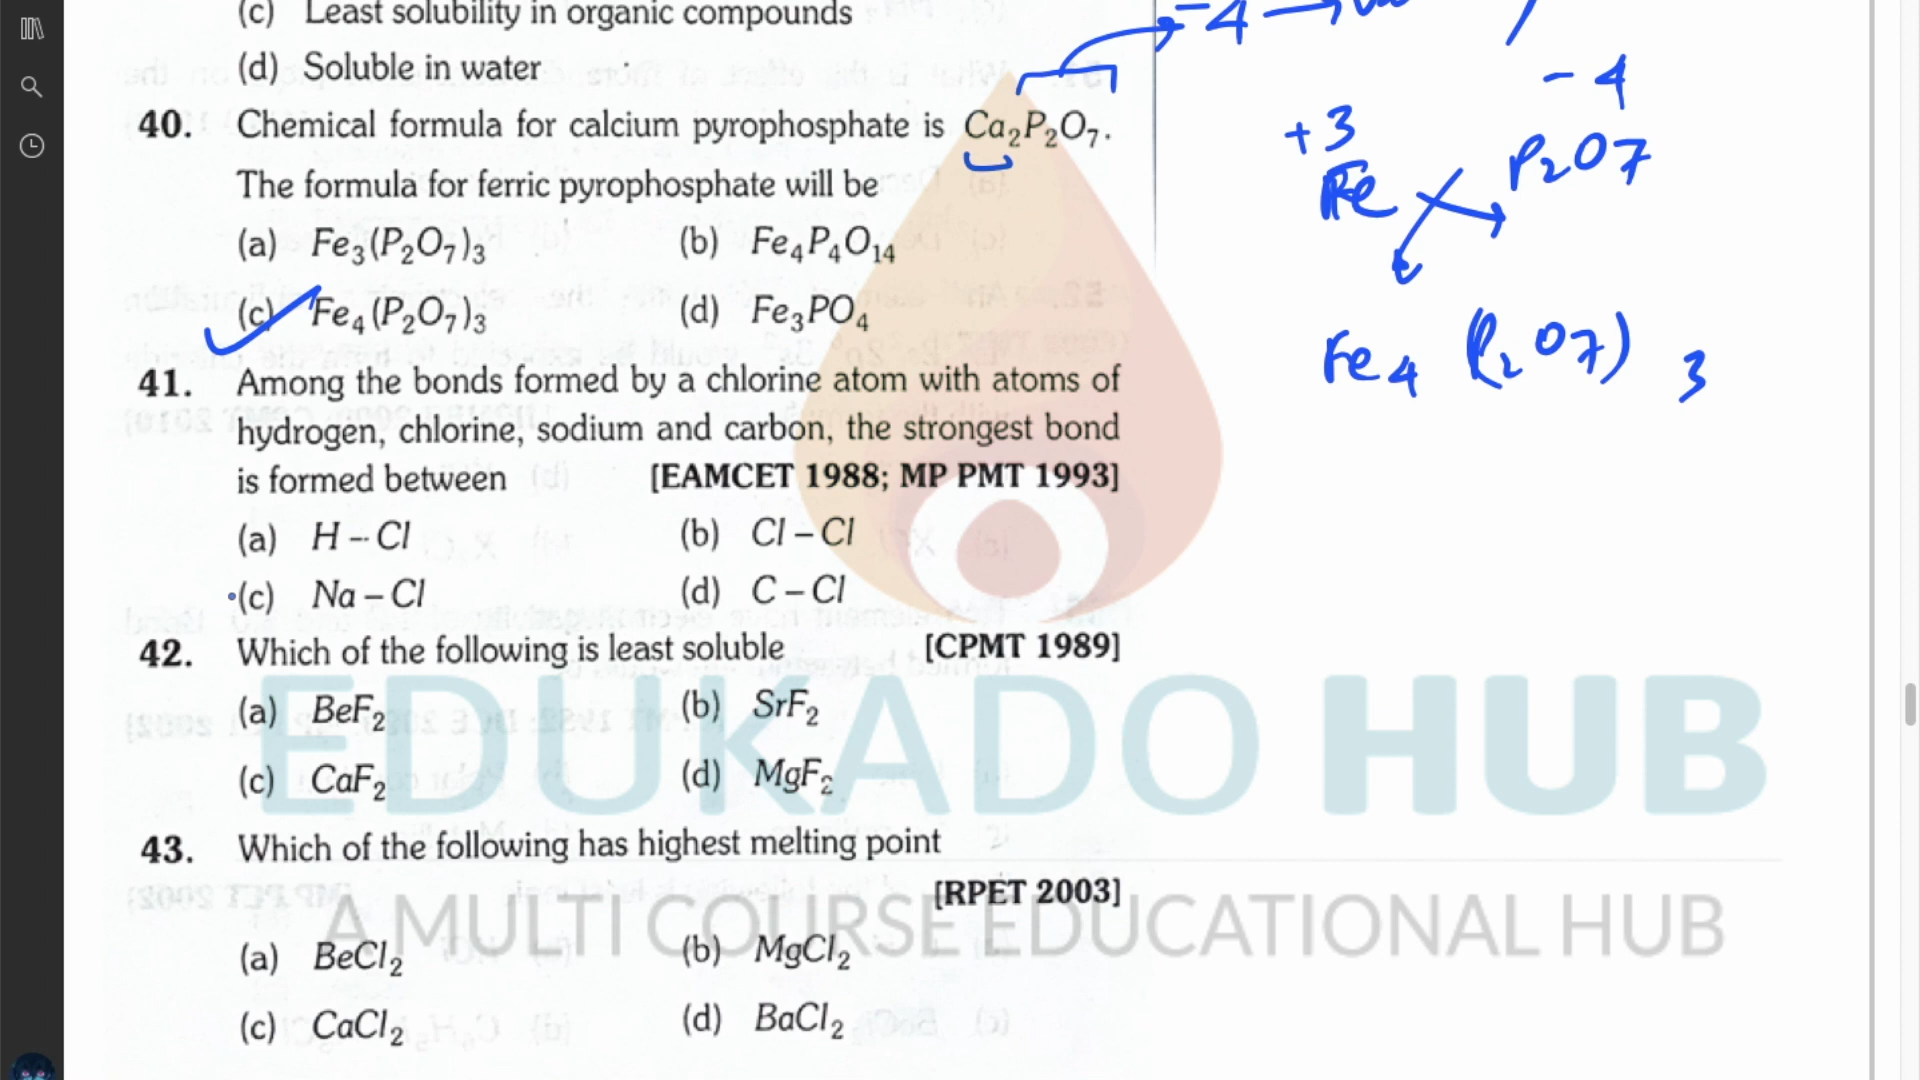 (c) Least solubility in organic compounds
(d) Soluble in water
40. Chemical formula for calcium pyrophosphate is Ca₂P₂O₇.
The formula for ferric pyrophosphate will be
(a) Fe₃(P₂O₇)₃ (b) Fe₄P₄O₁₄
(c) Fe₄(P₂O₇)₃ (d) Fe₃PO₄
41. Among the bonds formed by a chlorine atom with atoms of
hydrogen, chlorine, sodium and carbon, the strongest bond
is formed between [EAMCET 1988; MP PMT 1993]
(a) H – Cl (b) Cl – Cl
(c) Na – Cl (d) C – Cl
42. Which of the following is least soluble [CPMT 1989]
(a) BeF₂ (b) SrF₂
(c) CaF₂ (d) MgF₂
43. Which of the following has highest melting point
[RPET 2003]
(a) BeCl₂ (b) MgCl₂
(c) CaCl₂ (d) BaCl₂
-4
+3 -4
Fe P₂O7
Fe₄ (P₂O7) 3
EDUKADO HUB
A MULTI COURSE EDUCATIONAL HUB